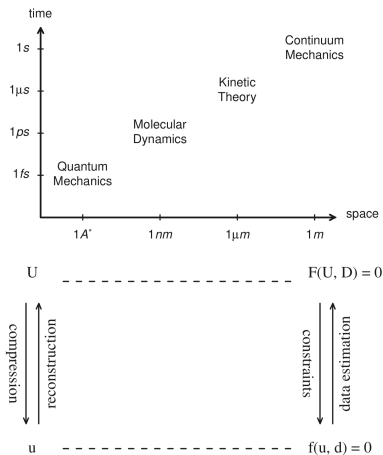 time
1s
1μs
1ps
1fs
Continuum
Mechanics
Kinetic
Theory
Molecular
Dynamics
Quantum
Mechanics
space
1A°
1nm
1μm
1m
U
F(U, D) = 0
compression
reconstruction
constraints
data estimation
u
f(u, d) = 0